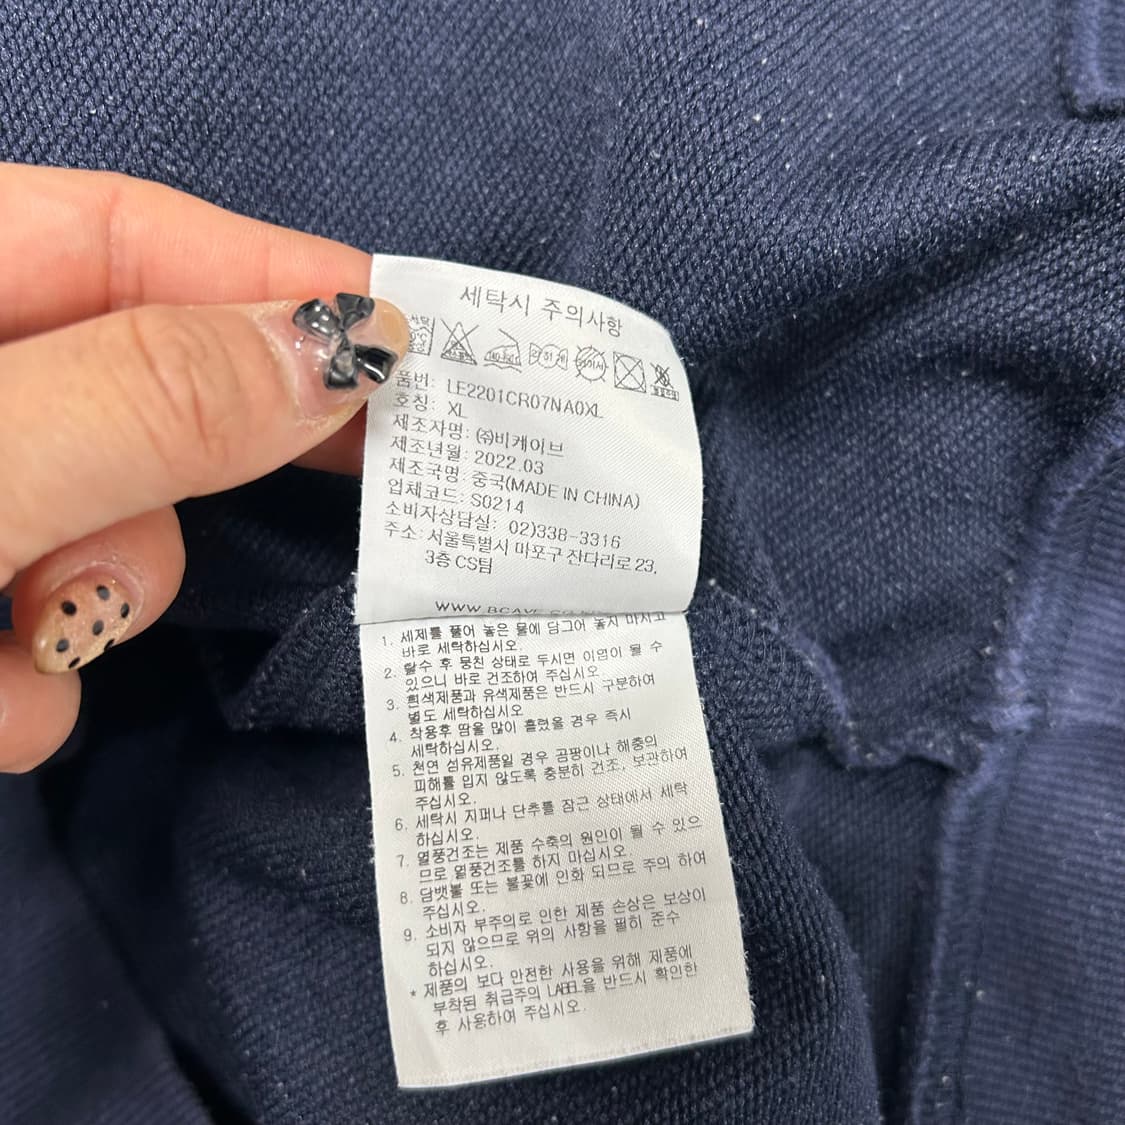 세탁시 주의사항
140-160℃
품번: LE2201CR07NA0XL
호칭: XL
제조자명: ㈜비케이브
제조년월: 2022.03
제조국명: 중국(MADE IN CHINA)
업체코드: S0214
소비자상담실: 02)338-3316
주소: 서울특별시 마포구 잔다리로 23,
3층 CS팀
1. 세제를 풀어 놓은 물에 담그어 놓지 마시고
바로 세탁하십시오.
2. 탈수 후 뭉친 상태로 두시면 이염이 될 수
있으니 바로 건조하여 주십시오
3. 흰색제품과 유색제품은 반드시 구분하여
별도 세탁하십시오
4. 착용후 땀을 많이 흘렸을 경우 즉시
세탁하십시오.
5. 천연 섬유제품일 경우 곰팡이나 해충의
피해를 입지 않도록 충분히 건조, 보관하여
주십시오.
6. 세탁시 지퍼나 단추를 잠근 상태에서 세탁
하십시오.
7. 열풍건조는 제품 수축의 원인이 될 수 있으
므로 열풍건조를 하지 마십시오.
8. 담뱃불 또는 불꽃에 인화 되므로 주의 하여
주십시오.
9. 소비자 부주의로 인한 제품 손상은 보상이
되지 않으므로 위의 사항을 필히 준수
하십시오.
* 제품의 보다 안전한 사용을 위해 제품에
부착된 취급주의 LABEL을 반드시 확인한
후 사용하여 주십시오.